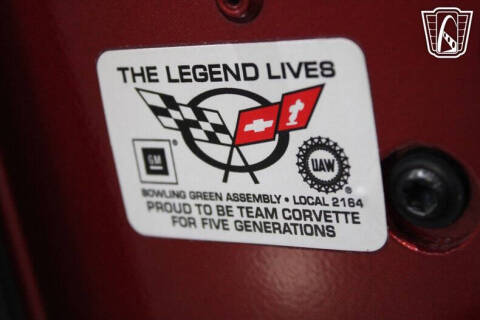 THE LEGEND LIVES
GM
UAW
BOWLING GREEN ASSEMBLY • LOCAL 2164
PROUD TO BE TEAM CORVETTE
FOR FIVE GENERATIONS